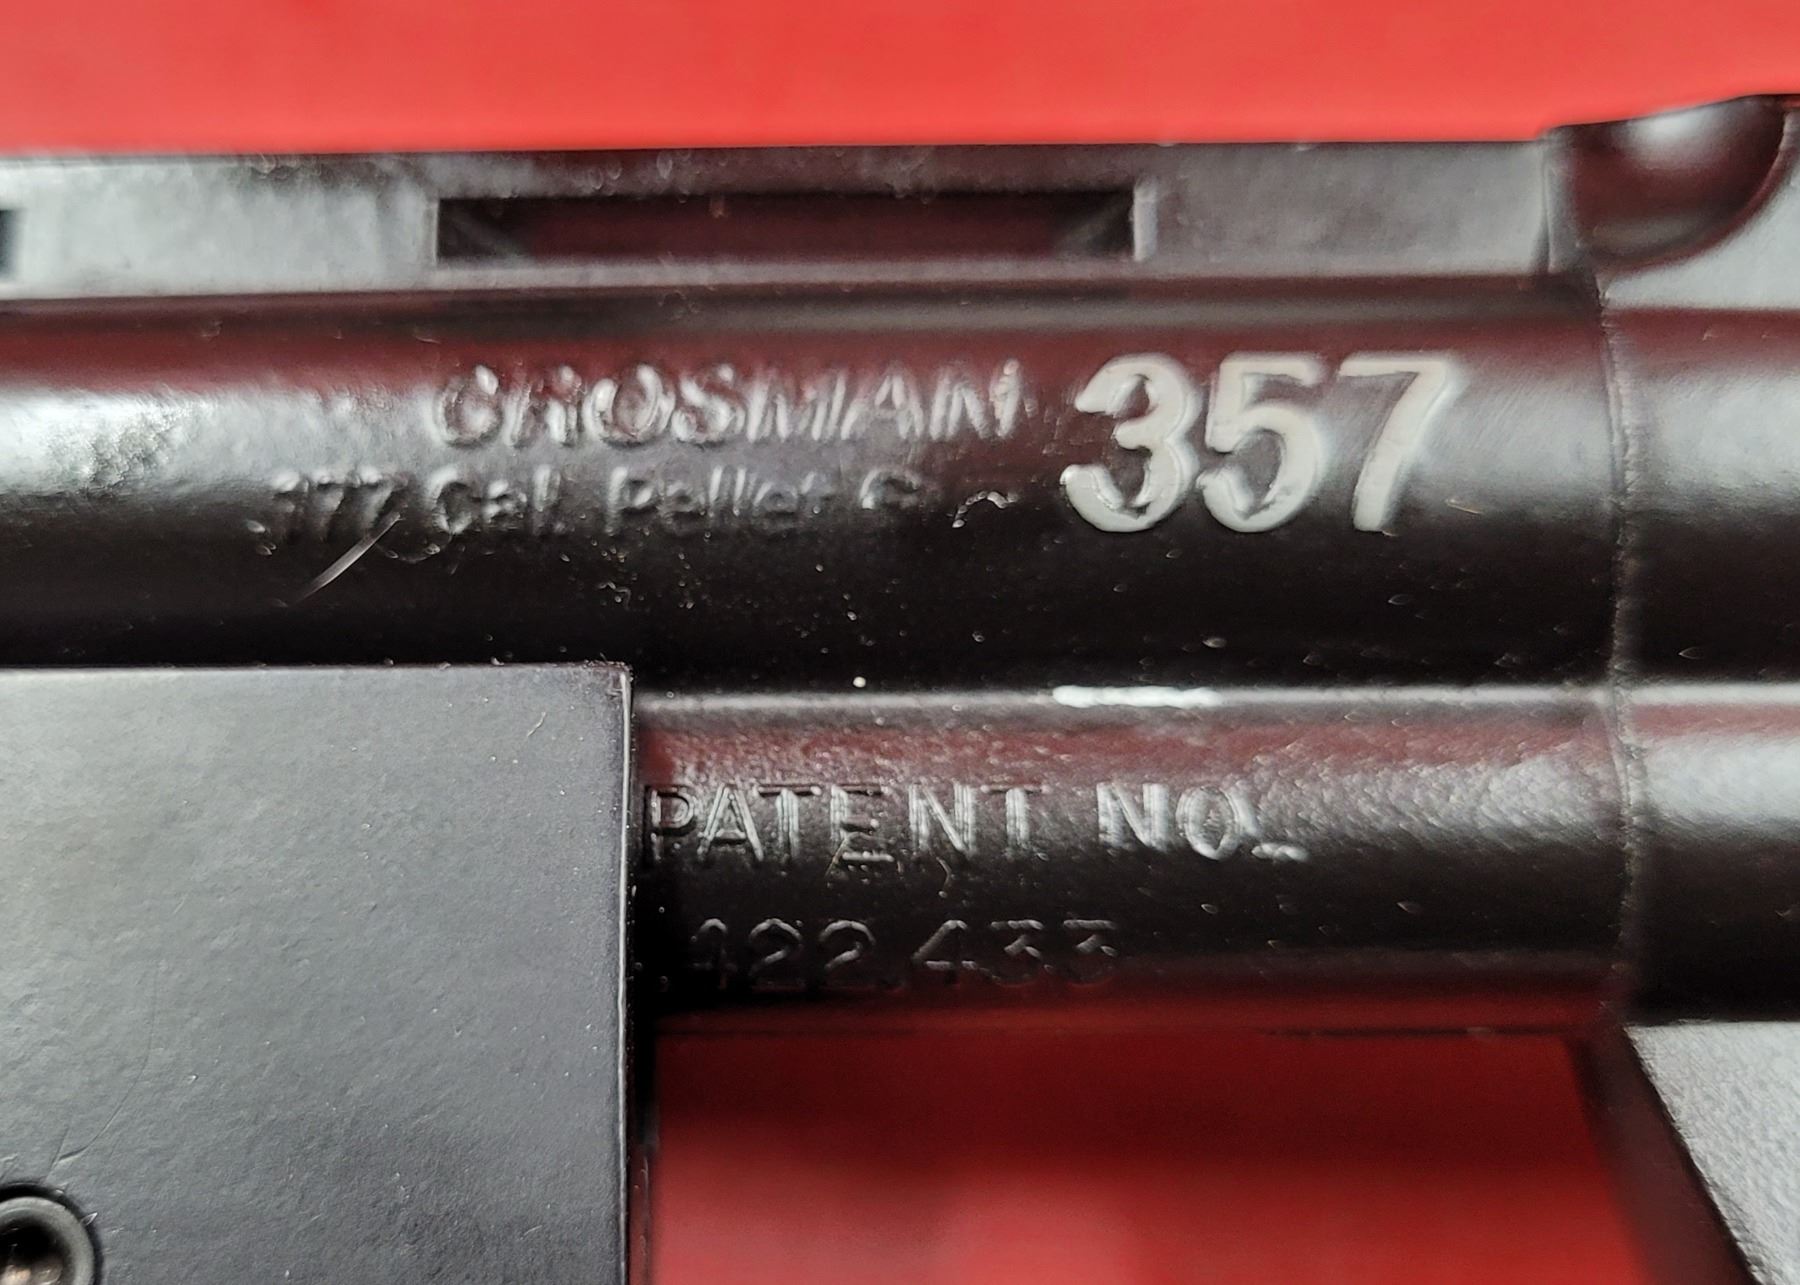 CROSMAN 357
.177 Cal. Pellet
PATENT NO.
.422,433